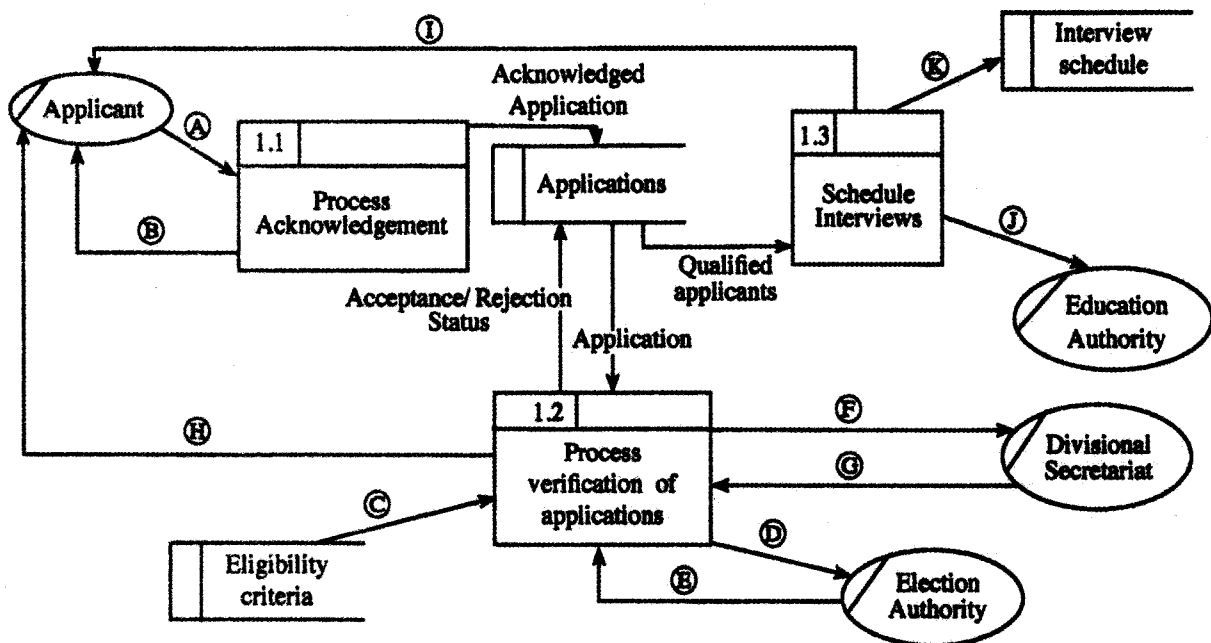 Ⓘ
Applicant
Ⓐ
Acknowledged
Application
Ⓚ
Interview
schedule
1.1
Process
Acknowledgement
Ⓑ
Applications
1.3
Schedule
Interviews
Ⓙ
Qualified
applicants
Education
Authority
Acceptance/ Rejection
Status
Application
1.2
Process
verification of
applications
Ⓗ
Ⓕ
Ⓖ
Divisional
Secretariat
Ⓒ
Eligibility
criteria
Ⓓ
Ⓔ
Election
Authority